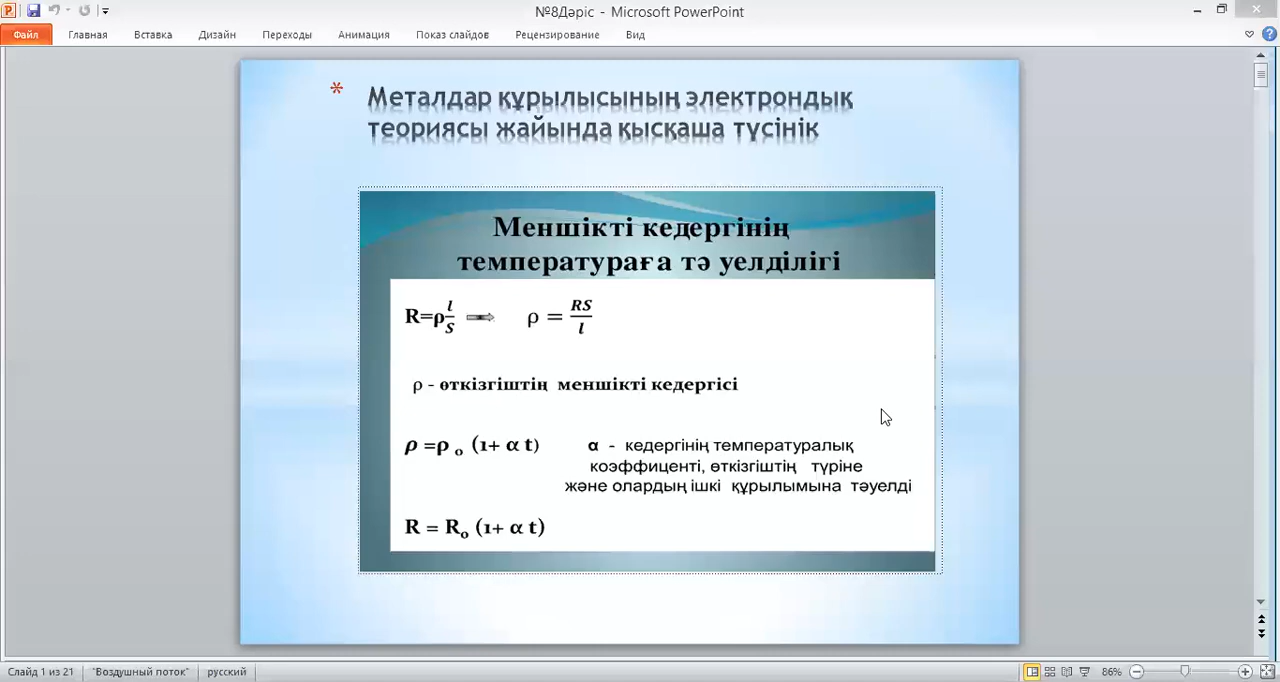 №8Дәріс - Microsoft PowerPoint
Файл Главная Вставка Дизайн Переходы Анимация Показ слайдов Рецензирование Вид
* Металдар құрылысының электрондық
теориясы жайында қысқаша түсінік
Меншікті кедергінің
температураға тә уелділігі
R=ρ l/S ⇒ ρ = RS/l
ρ - өткізгіштің меншікті кедергісі
ρ =ρ₀ (1+ α t)
α - кедергінің температуралық
коэффиценті, өткізгіштің түріне
және олардың ішкі құрылымына тәуелді
R = R₀ (1+ α t)
Слайд 1 из 21 "Воздушный поток" русский 86%